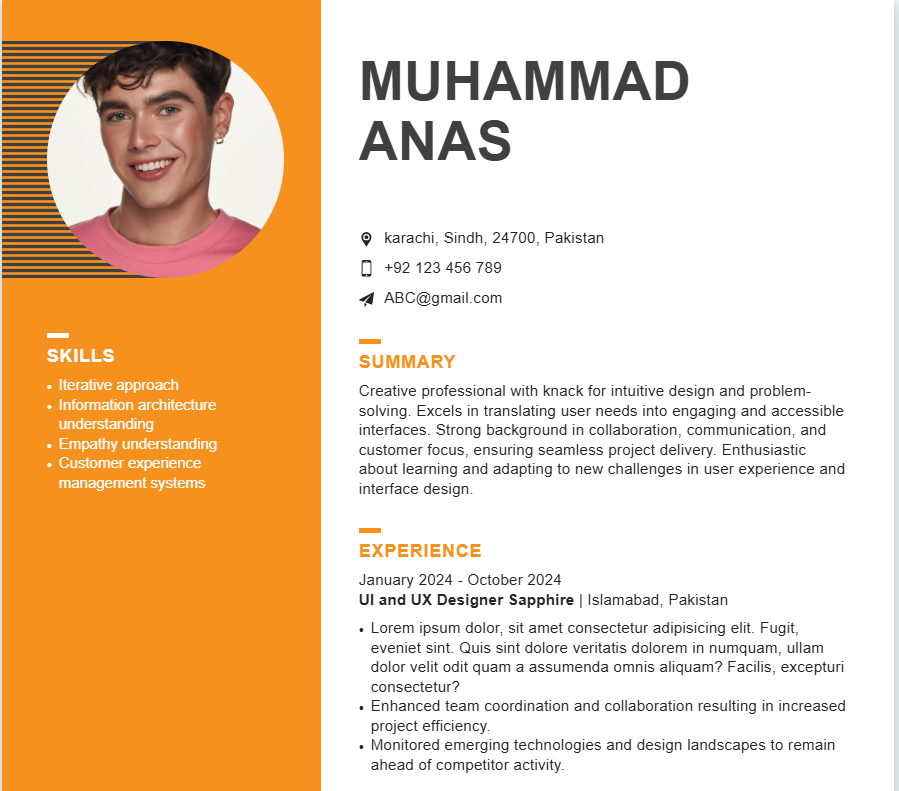 MUHAMMAD
ANAS
karachi, Sindh, 24700, Pakistan
+92 123 456 789
ABC@gmail.com
SKILLS
• Iterative approach
• Information architecture
understanding
• Empathy understanding
• Customer experience
management systems
SUMMARY
Creative professional with knack for intuitive design and problem-
solving. Excels in translating user needs into engaging and accessible
interfaces. Strong background in collaboration, communication, and
customer focus, ensuring seamless project delivery. Enthusiastic
about learning and adapting to new challenges in user experience and
interface design.
EXPERIENCE
January 2024 - October 2024
UI and UX Designer Sapphire | Islamabad, Pakistan
• Lorem ipsum dolor, sit amet consectetur adipisicing elit. Fugit,
eveniet sint. Quis sint dolore veritatis dolorem in numquam, ullam
dolor velit odit quam a assumenda omnis aliquam? Facilis, excepturi
consectetur?
• Enhanced team coordination and collaboration resulting in increased
project efficiency.
• Monitored emerging technologies and design landscapes to remain
ahead of competitor activity.